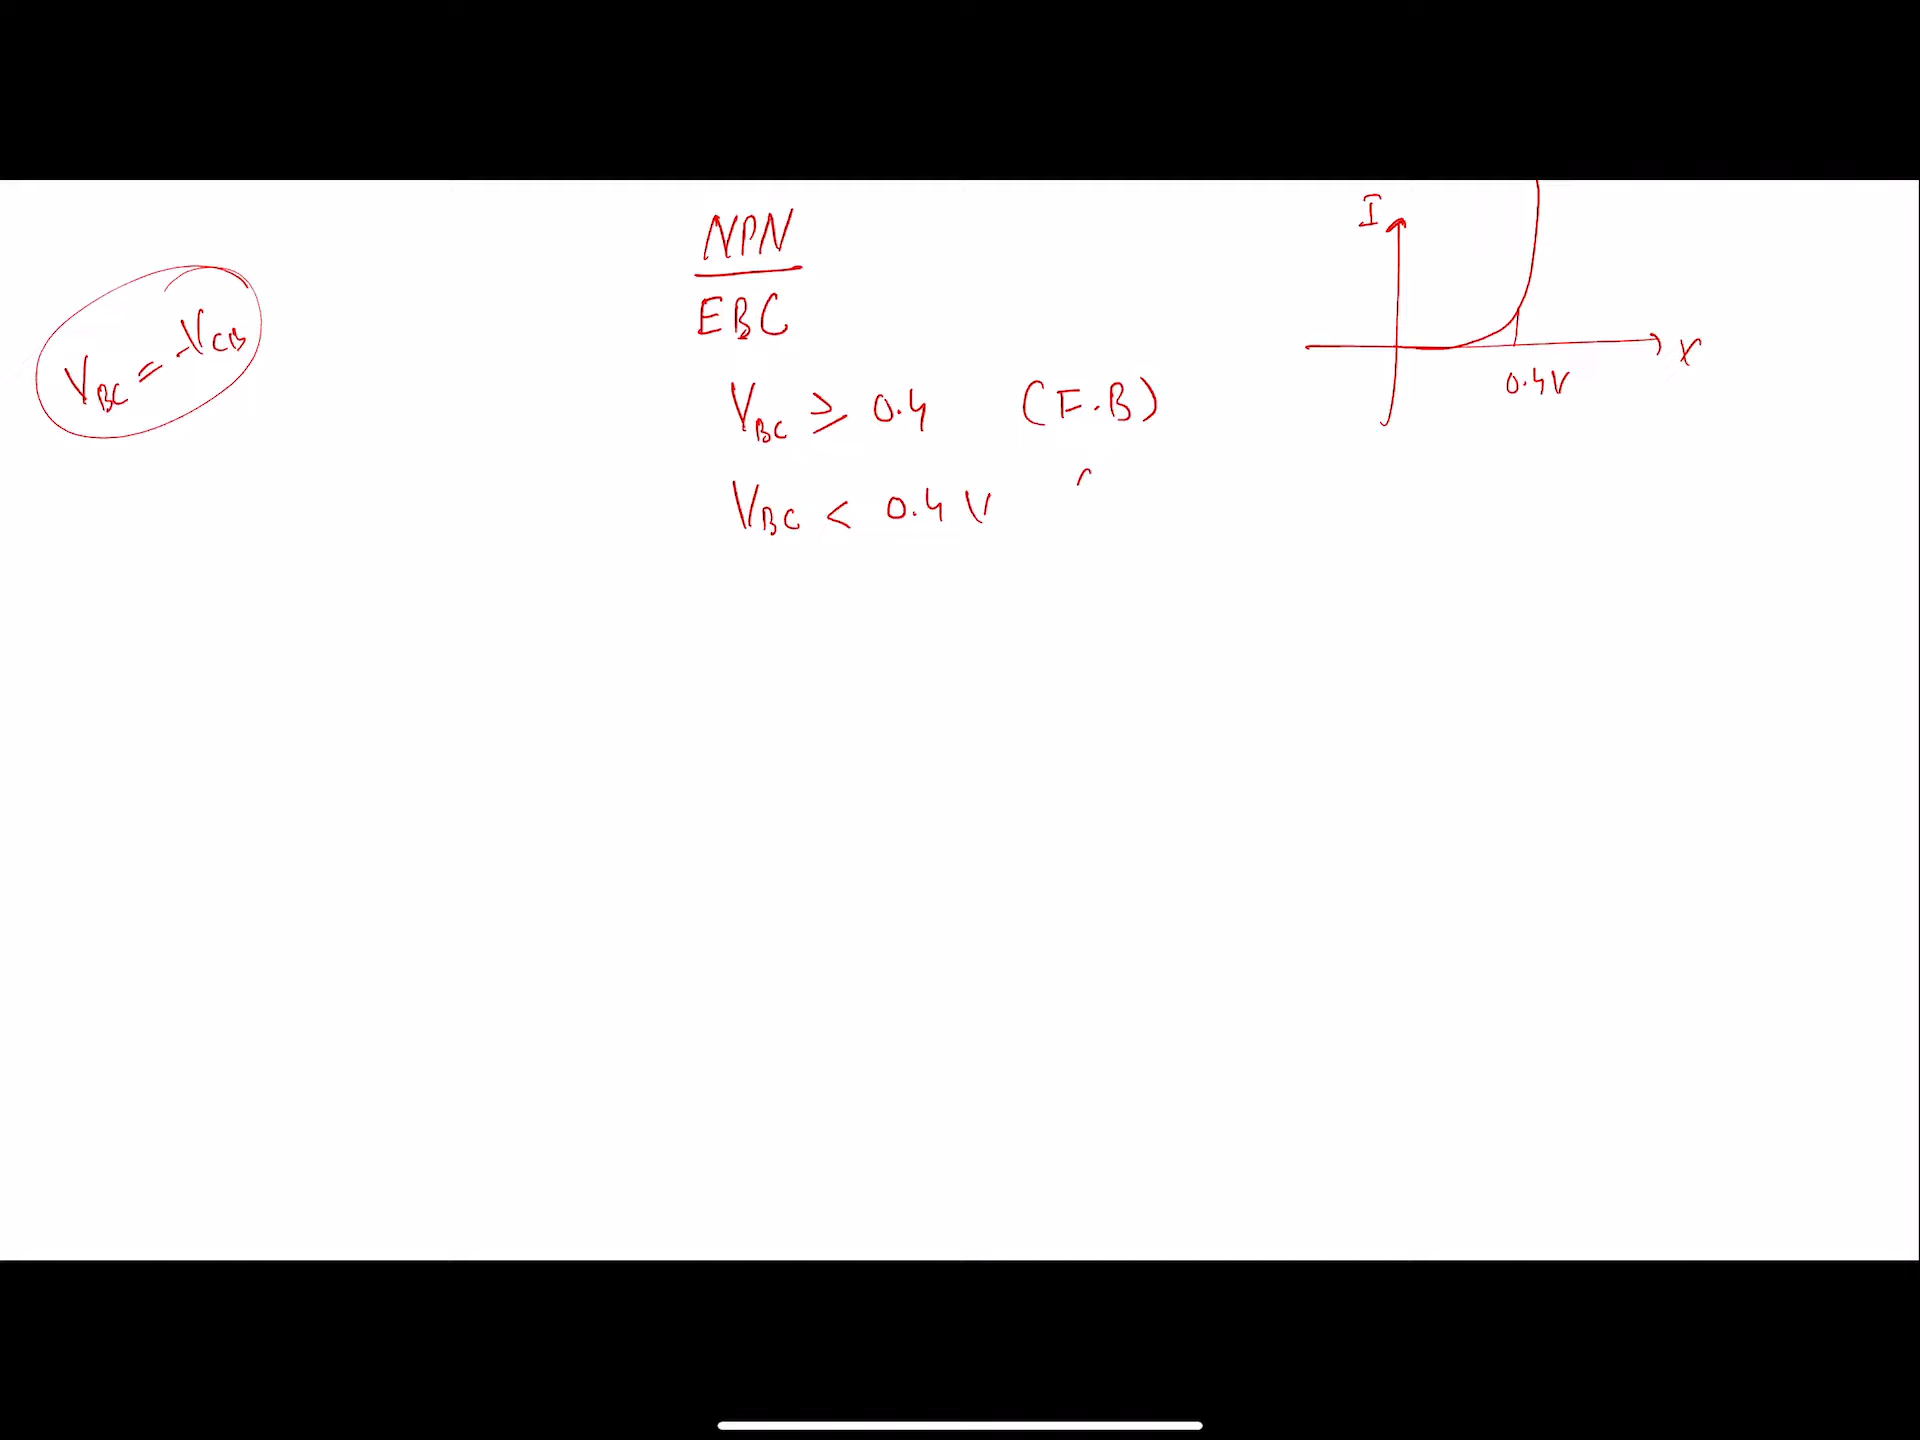 NPN
EBC
V_BC = -V_CB
V_BC ≥ 0.4 (F.B)
V_BC < 0.4 V (
I
0.4V